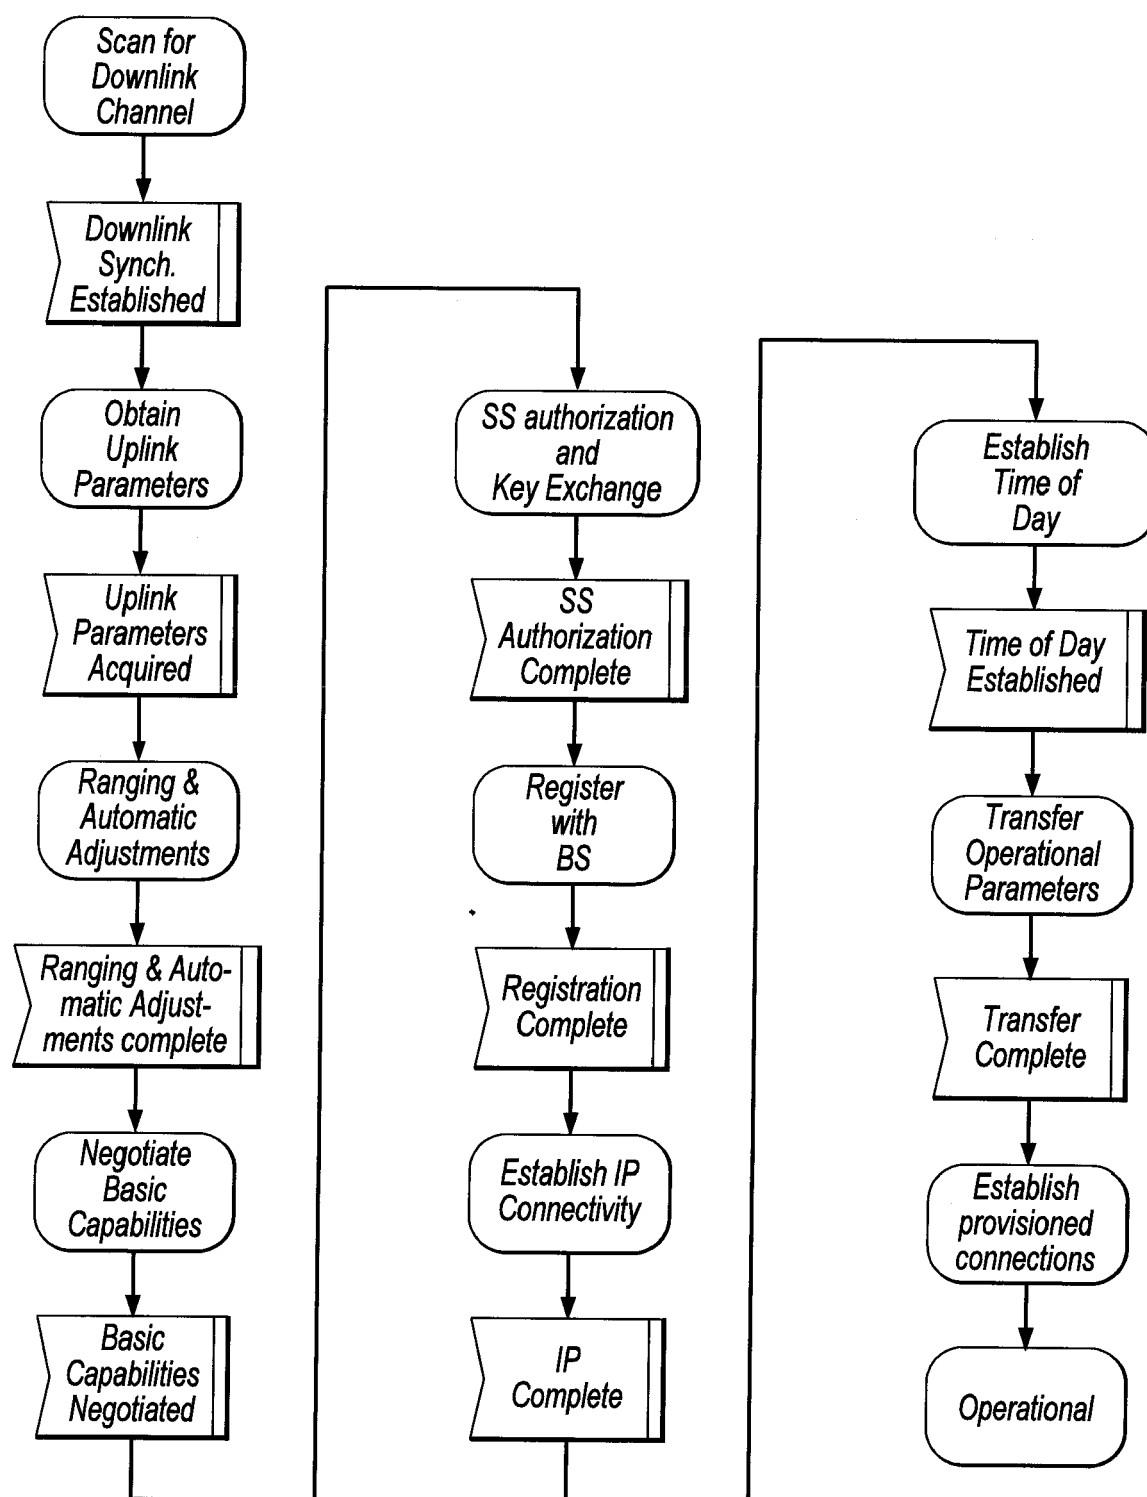 Scan for
Downlink
Channel
Downlink
Synch.
Established
Obtain
Uplink
Parameters
Uplink
Parameters
Acquired
Ranging &
Automatic
Adjustments
Ranging & Auto-
matic Adjust-
ments complete
Negotiate
Basic
Capabilities
Basic
Capabilities
Negotiated
SS authorization
and
Key Exchange
SS
Authorization
Complete
Register
with
BS
Registration
Complete
Establish IP
Connectivity
IP
Complete
Establish
Time of
Day
Time of Day
Established
Transfer
Operational
Parameters
Transfer
Complete
Establish
provisioned
connections
Operational